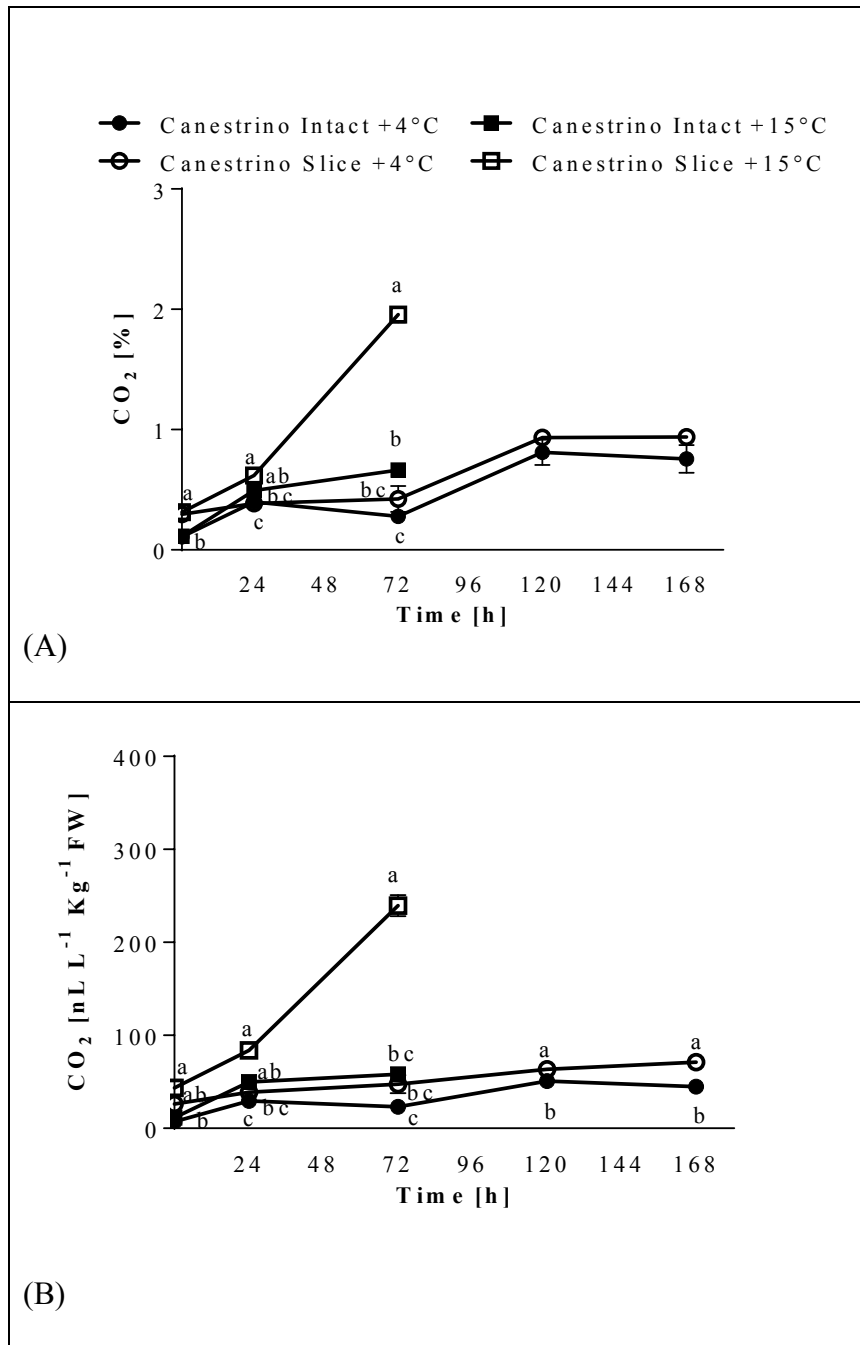 Canestrino Intact +4°C Canestrino Intact +15°C
Canestrino Slice +4°C Canestrino Slice +15°C
3
2
1
0
CO₂ [%]
a
a
b
a
ab
bc
bc
c
c
b
24 48 72 96 120 144 168
Time [h]
(A)
400
300
200
100
0
CO₂ [nL L⁻¹ Kg⁻¹ FW]
a
a
bc
a
a
a
ab
ab
bc
bc
b
c
c
b
b
24 48 72 96 120 144 168
Time [h]
(B)